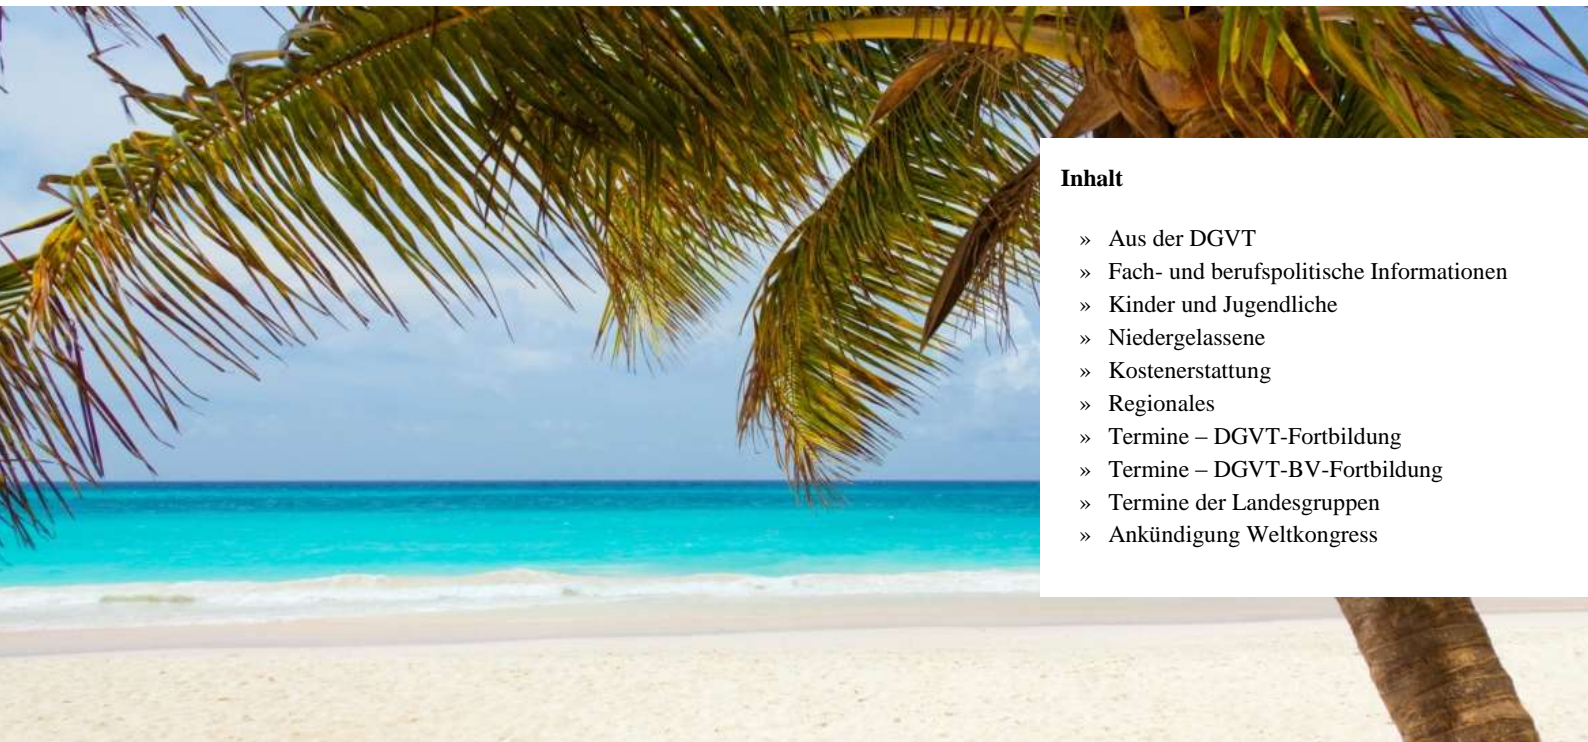 Inhalt
» Aus der DGVT
» Fach- und berufspolitische Informationen
» Kinder und Jugendliche
» Niedergelassene
» Kostenerstattung
» Regionales
» Termine – DGVT-Fortbildung
» Termine – DGVT-BV-Fortbildung
» Termine der Landesgruppen
» Ankündigung Weltkongress